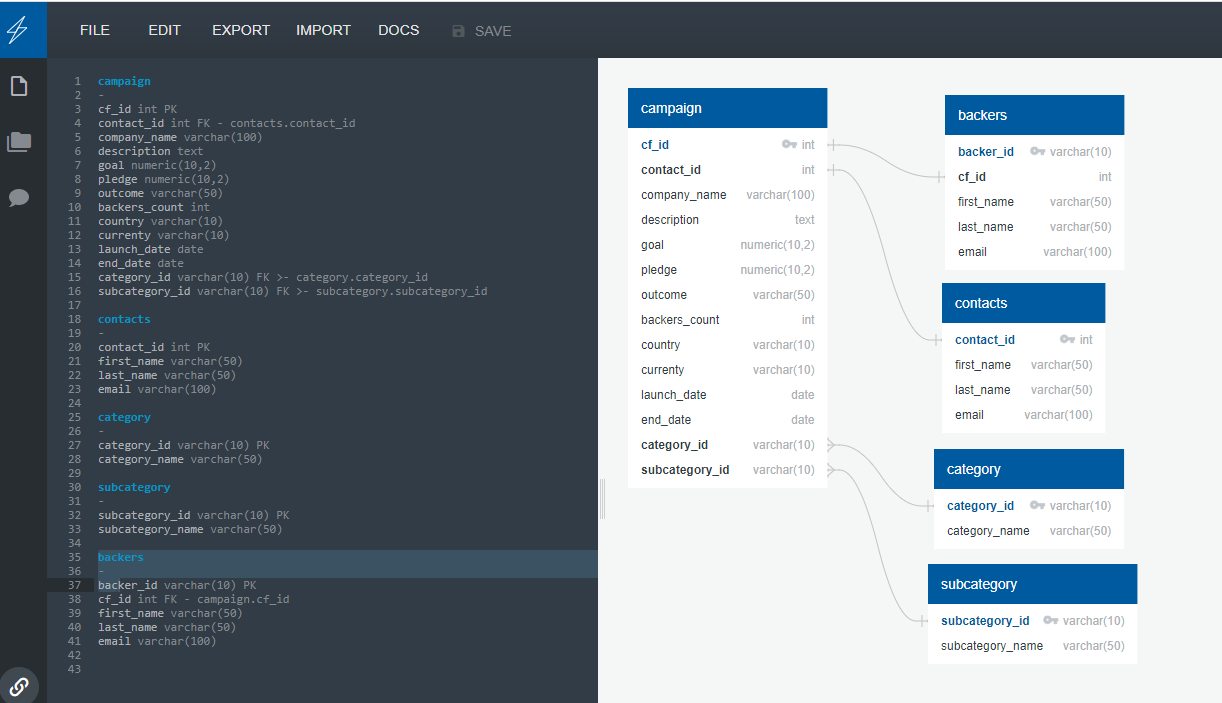 FILE EDIT EXPORT IMPORT DOCS SAVE
1 campaign
2 -
3 cf_id int PK
4 contact_id int FK - contacts.contact_id
5 company_name varchar(100)
6 description text
7 goal numeric(10,2)
8 pledge numeric(10,2)
9 outcome varchar(50)
10 backers_count int
11 country varchar(10)
12 currenty varchar(10)
13 launch_date date
14 end_date date
15 category_id varchar(10) FK >- category.category_id
16 subcategory_id varchar(10) FK >- subcategory.subcategory_id
17
18 contacts
19 -
20 contact_id int PK
21 first_name varchar(50)
22 last_name varchar(50)
23 email varchar(100)
24
25 category
26 -
27 category_id varchar(10) PK
28 category_name varchar(50)
29
30 subcategory
31 -
32 subcategory_id varchar(10) PK
33 subcategory_name varchar(50)
34
35 backers
36 -
37 backer_id varchar(10) PK
38 cf_id int FK - campaign.cf_id
39 first_name varchar(50)
40 last_name varchar(50)
41 email varchar(100)
42
43
campaign
cf_id int
contact_id int
company_name varchar(100)
description text
goal numeric(10,2)
pledge numeric(10,2)
outcome varchar(50)
backers_count int
country varchar(10)
currenty varchar(10)
launch_date date
end_date date
category_id varchar(10)
subcategory_id varchar(10)
backers
backer_id varchar(10)
cf_id int
first_name varchar(50)
last_name varchar(50)
email varchar(100)
contacts
contact_id int
first_name varchar(50)
last_name varchar(50)
email varchar(100)
category
category_id varchar(10)
category_name varchar(50)
subcategory
subcategory_id varchar(10)
subcategory_name varchar(50)